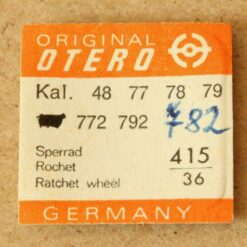 ORIGINAL
OTERO
Kal. 48 77 78 79
772 792 782
Sperrad
Rochet
Ratchet wheel
415
36
GERMANY